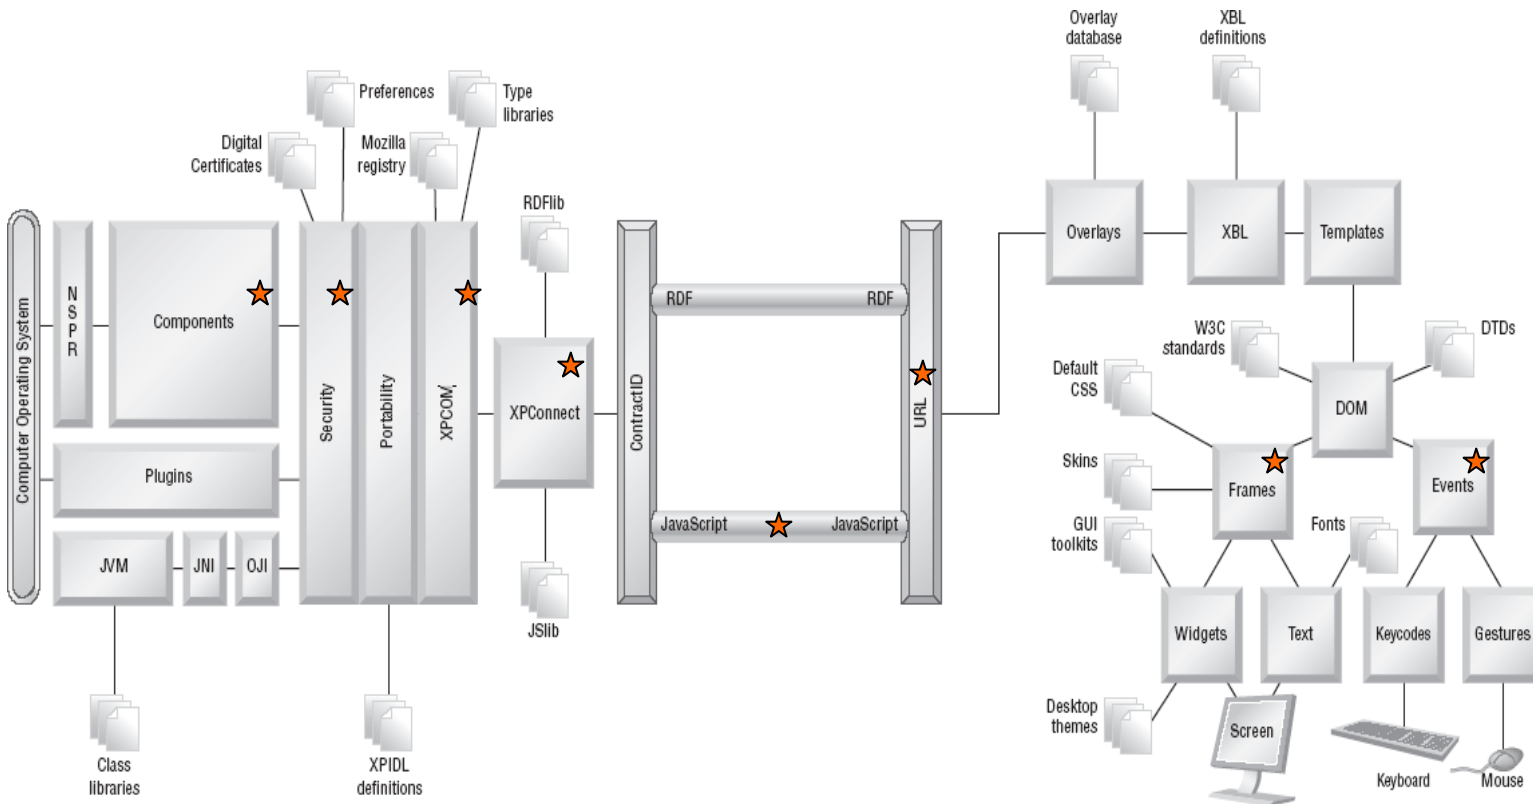 Overlay
database
XBL
definitions
Preferences
Type
libraries
Digital
Certificates
Mozilla
registry
RDFlib
Computer Operating System
NSPR
Components
Security
Portability
XPCOM
XPConnect
ContractID
RDF
RDF
URL
Overlays
XBL
Templates
W3C
standards
DTDs
Default
CSS
DOM
Plugins
Skins
Frames
Events
JavaScript
JavaScript
GUI
toolkits
Fonts
JVM
JNI
OJI
JSlib
Widgets
Text
Keycodes
Gestures
Class
libraries
XPIDL
definitions
Desktop
themes
Screen
Keyboard
Mouse